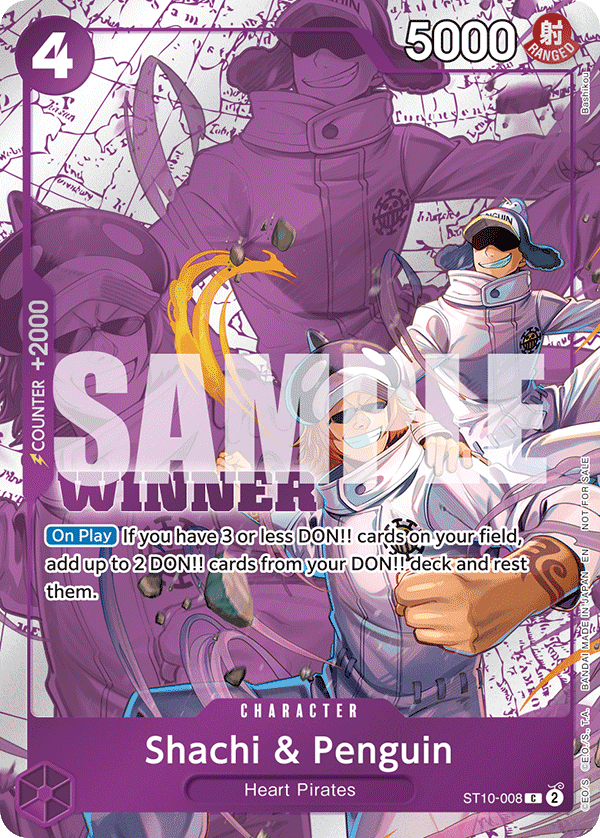 4
5000
射
RANGED
Bashikou
PENGUIN
COUNTER +2000
SAMPLE
WINNER
On Play If you have 3 or less DON!! cards on your field,
add up to 2 DON!! cards from your DON!! deck and rest
them.
CHARACTER
Shachi & Penguin
Heart Pirates
ST10-008 C 2
©E.O/S. ©E.O/S., T.A. BANDAI MADE IN JAPAN EN NOT FOR SALE